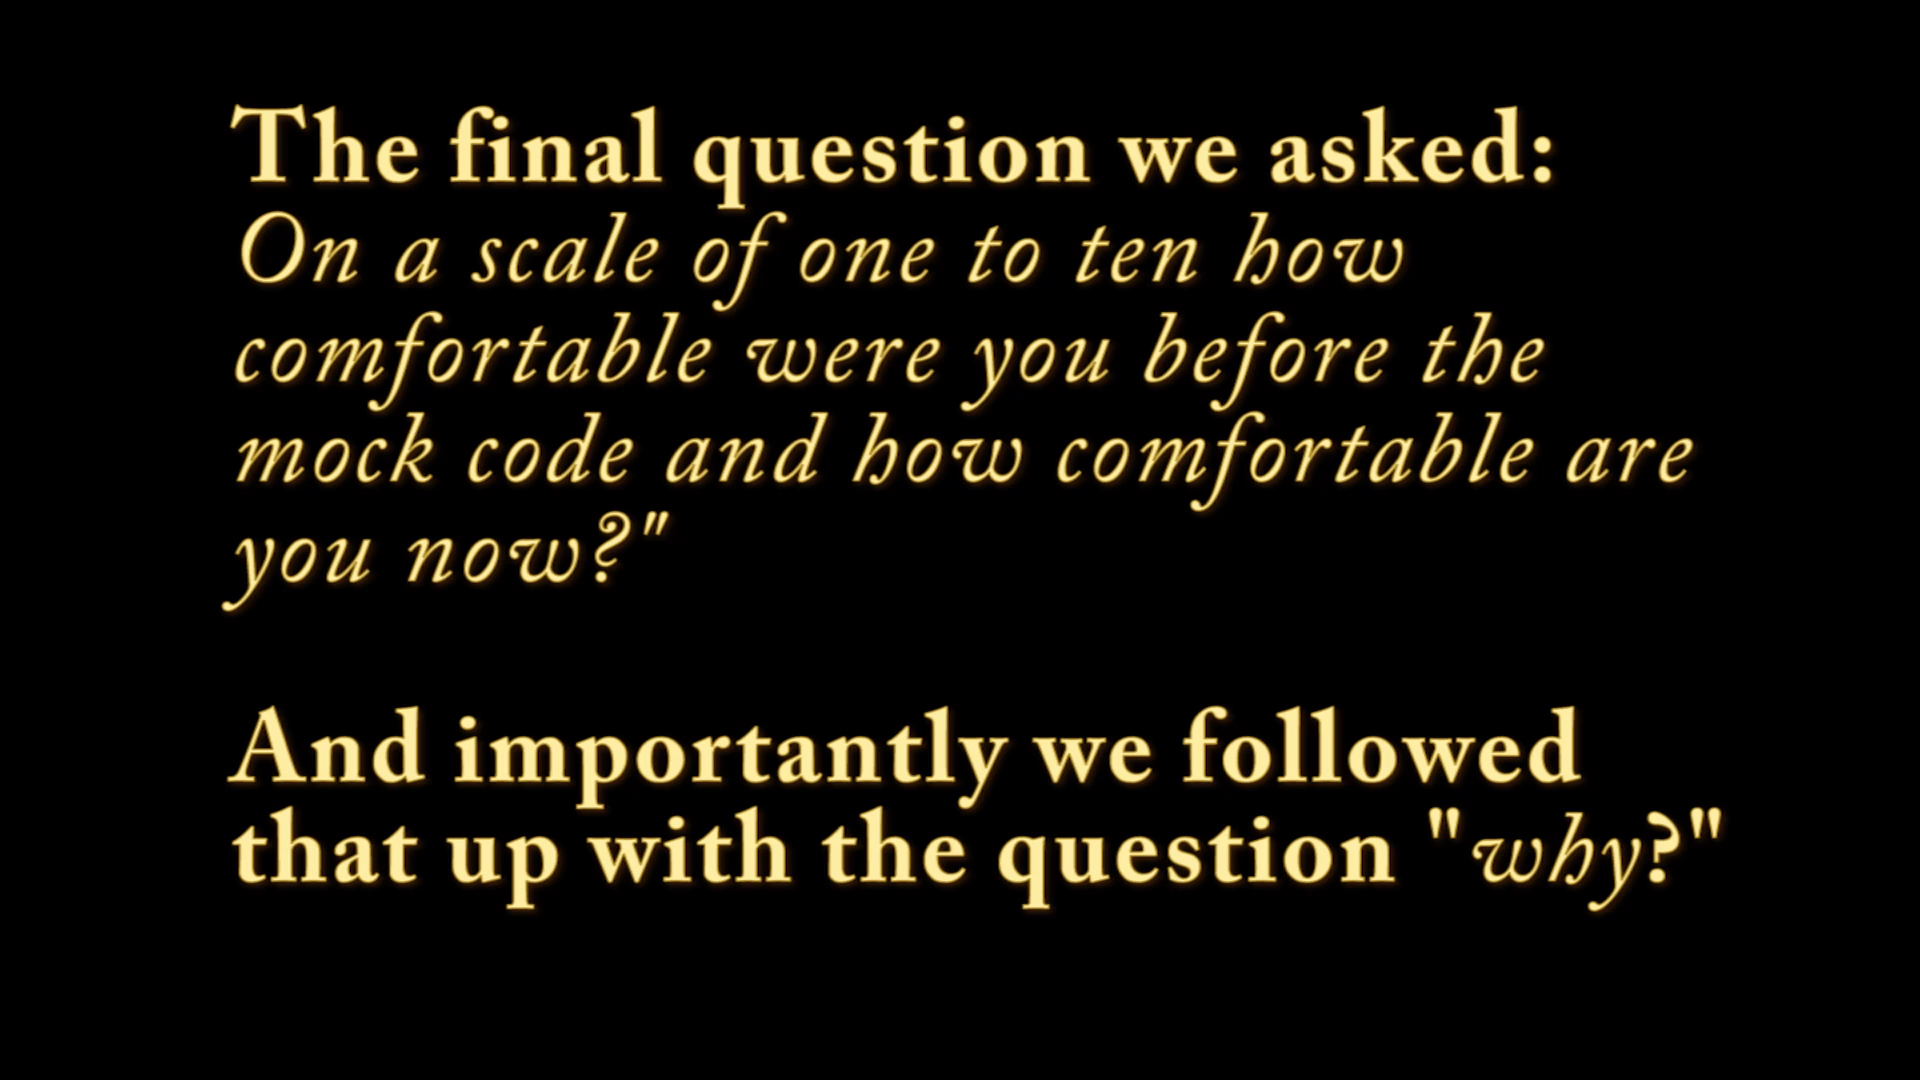 The final question we asked:
On a scale of one to ten how
comfortable were you before the
mock code and how comfortable are
you now?"
And importantly we followed
that up with the question "why?"